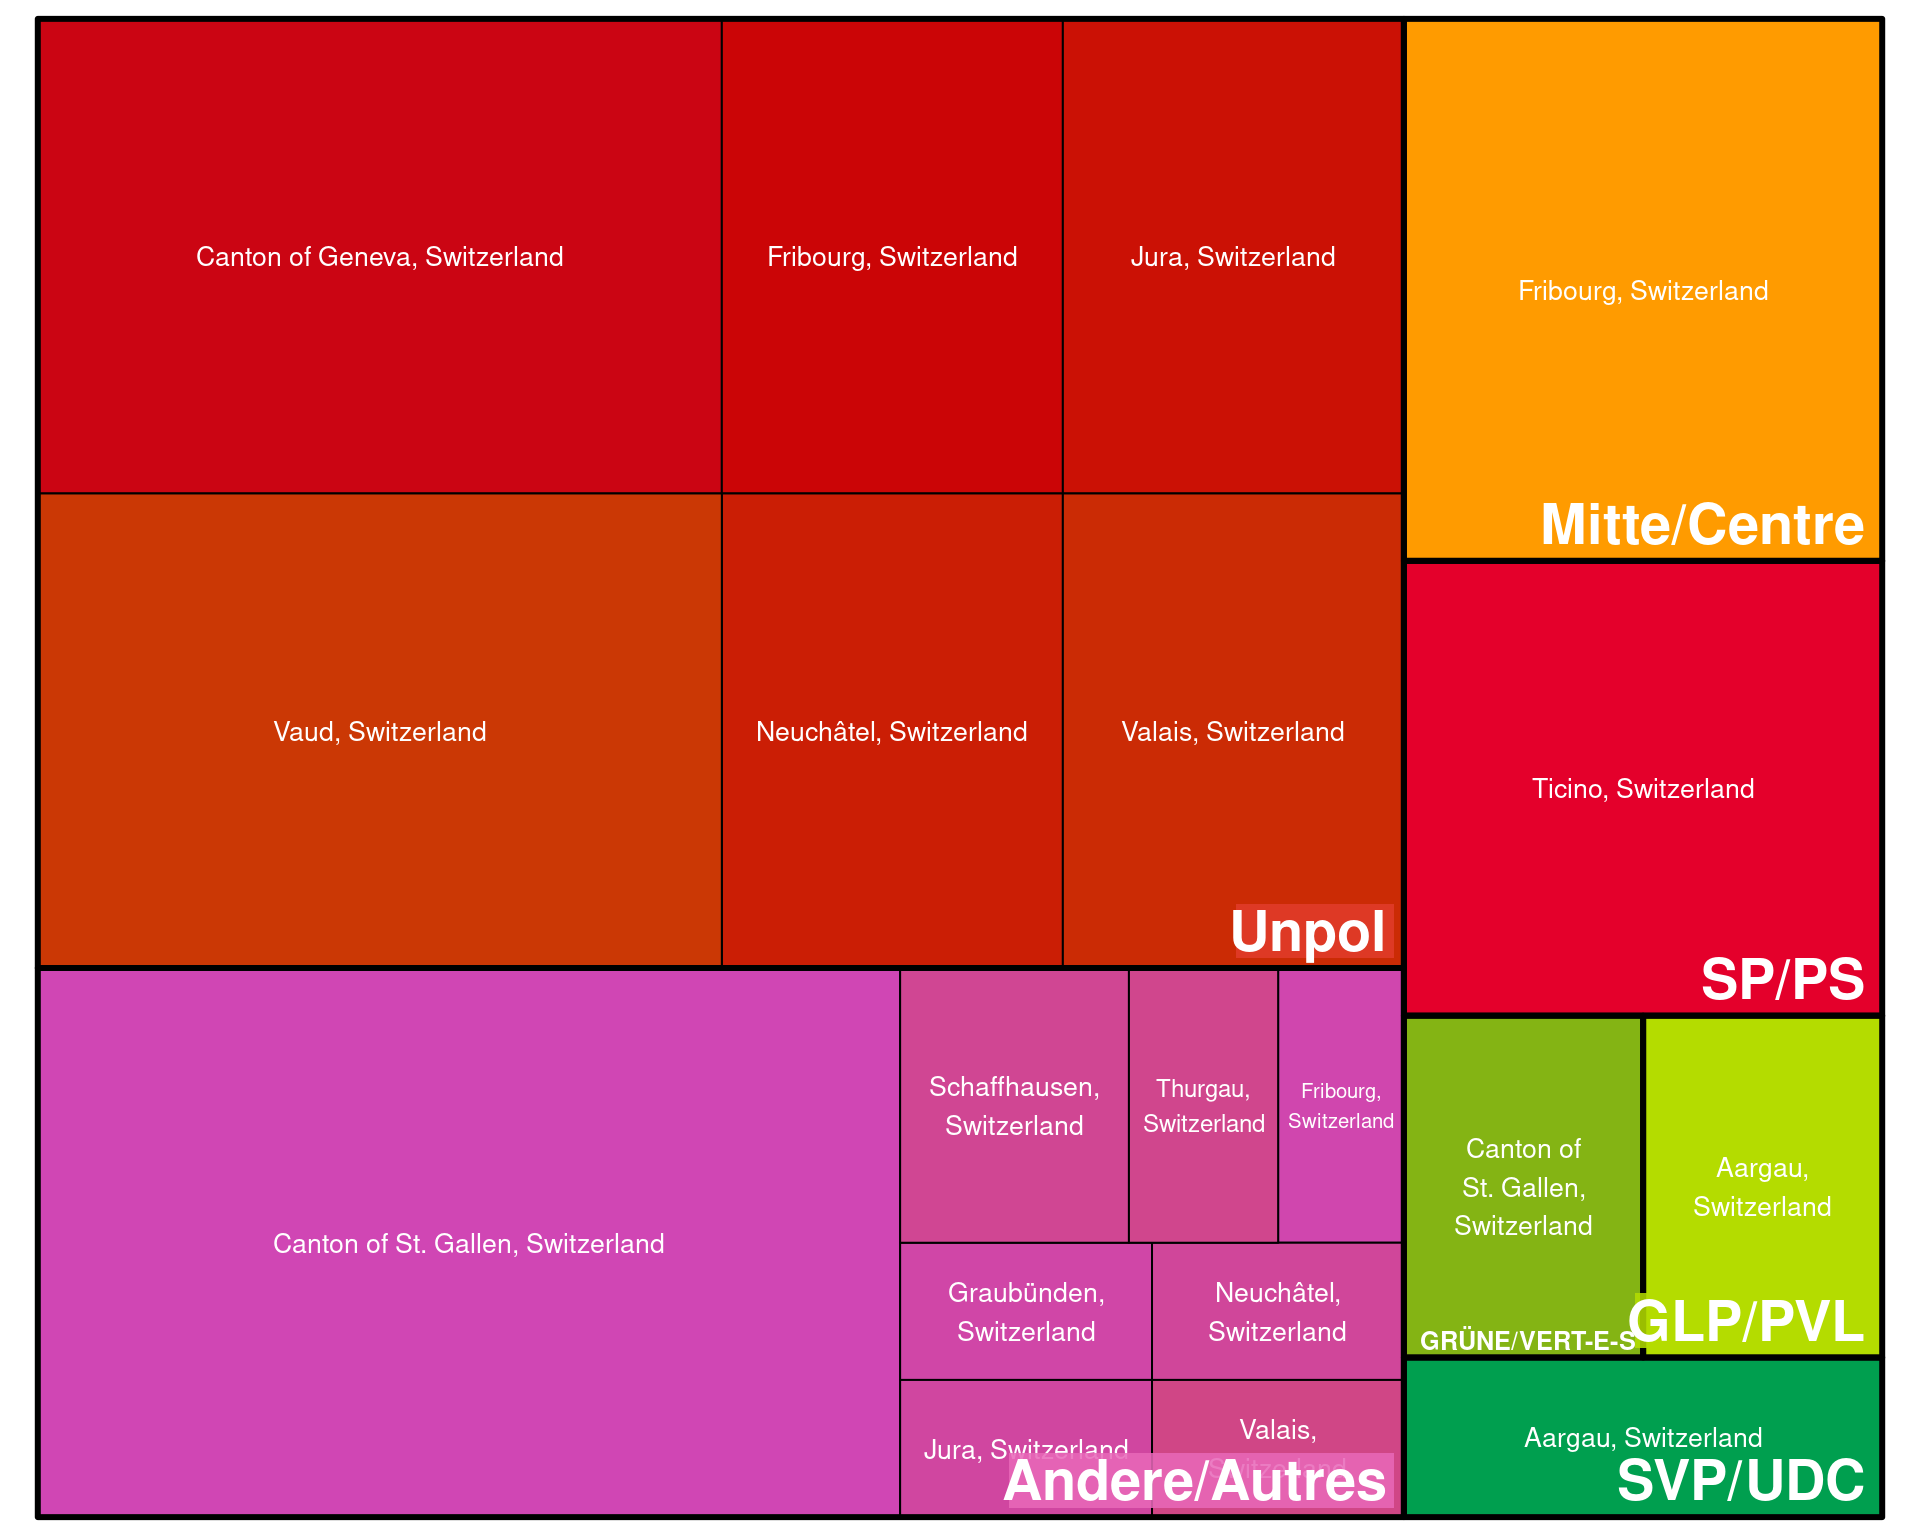 Canton of Geneva, Switzerland
Fribourg, Switzerland
Jura, Switzerland
Vaud, Switzerland
Neuchâtel, Switzerland
Valais, Switzerland
Unpol
Canton of St. Gallen, Switzerland
Schaffhausen,
Switzerland
Thurgau,
Switzerland
Fribourg,
Switzerland
Graubünden,
Switzerland
Neuchâtel,
Switzerland
Jura, Switzerland
Valais,
Switzerland
Andere/Autres
Fribourg, Switzerland
Mitte/Centre
Ticino, Switzerland
SP/PS
Canton of
St. Gallen,
Switzerland
GRÜNE/VERT-E-S
Aargau,
Switzerland
GLP/PVL
Aargau, Switzerland
SVP/UDC